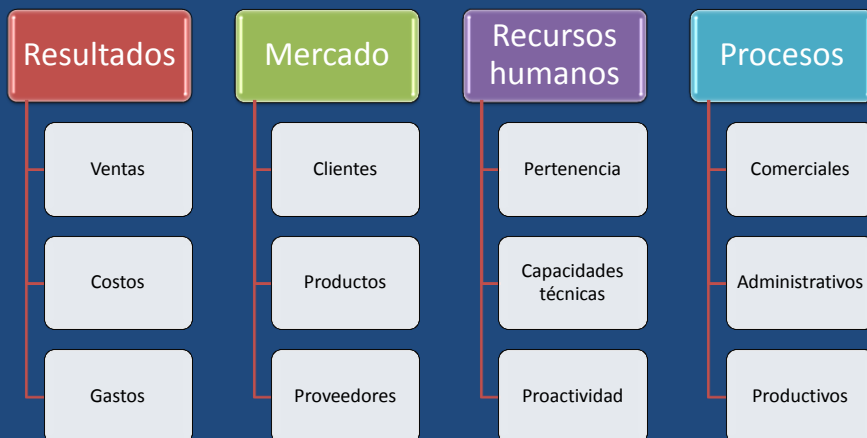 Resultados
Ventas
Costos
Gastos
Mercado
Clientes
Productos
Proveedores
Recursos
humanos
Pertenencia
Capacidades
técnicas
Proactividad
Procesos
Comerciales
Administrativos
Productivos